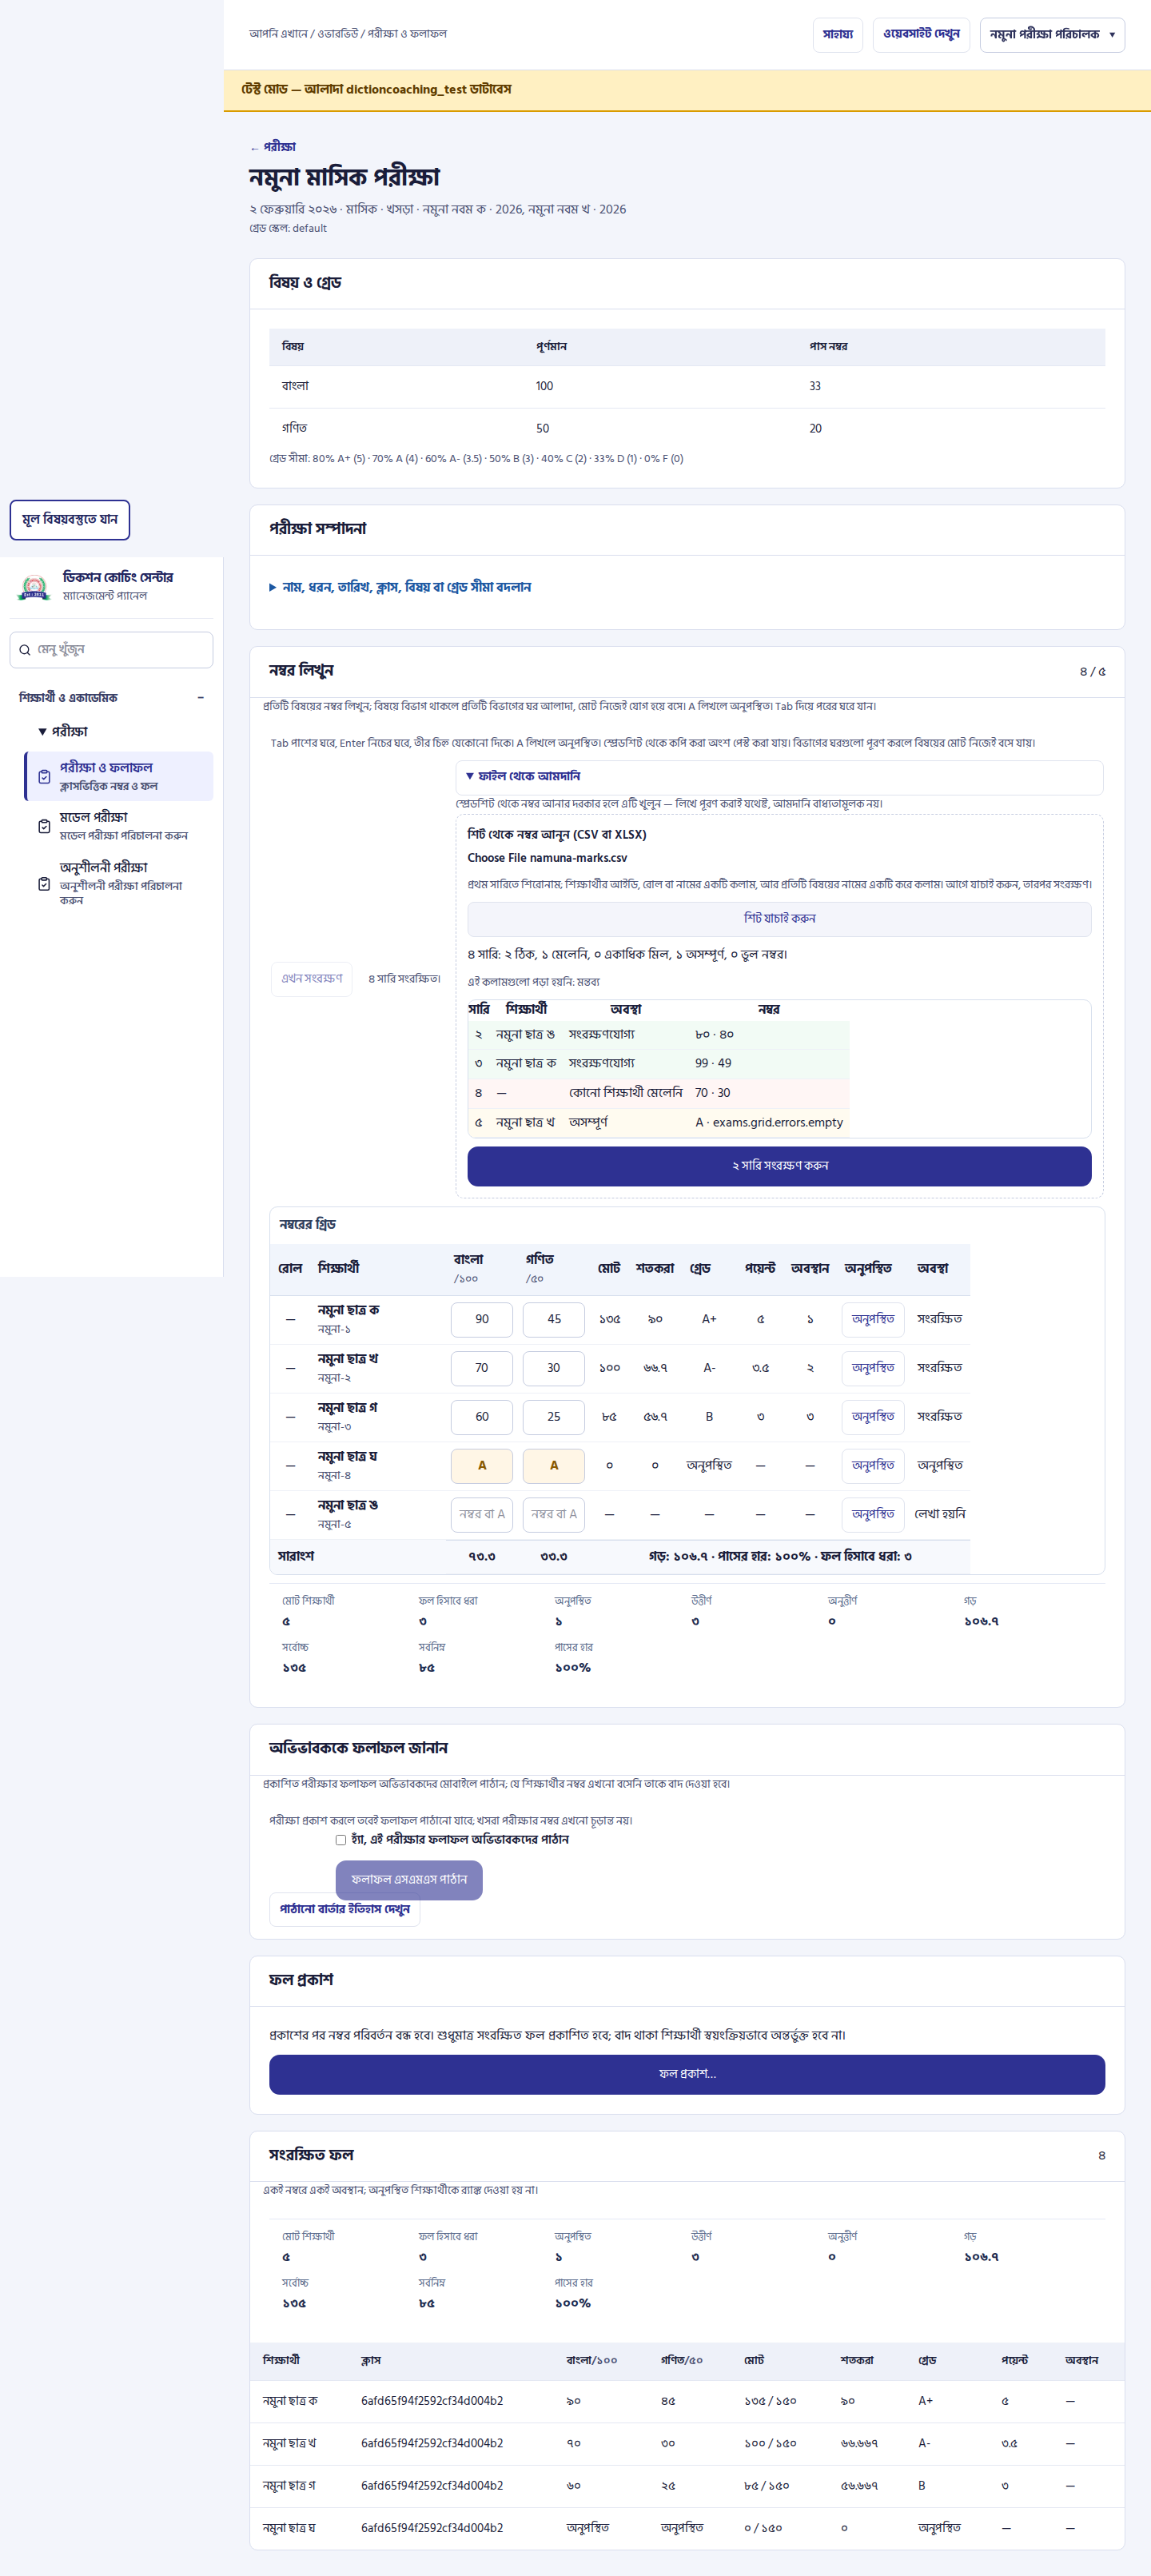 আপনি এখানে / ওভারভিউ / পরীক্ষা ও ফলাফল
সাহায্য
ওয়েবসাইট দেখুন
নমুনা পরীক্ষা পরিচালক ▾
টেস্ট মোড — আলাদা dictioncoaching_test ডাটাবেস
← পরীক্ষা
নমুনা মাসিক পরীক্ষা
২ ফেব্রুয়ারি ২০২৬ · মাসিক · খসড়া · নমুনা নবম ক · 2026, নমুনা নবম খ · 2026
গ্রেড স্কেল: default
বিষয় ও গ্রেড
বিষয় পূর্ণমান পাস নম্বর
বাংলা 100 33
গণিত 50 20
গ্রেড সীমা: 80% A+ (5) · 70% A (4) · 60% A- (3.5) · 50% B (3) · 40% C (2) · 33% D (1) · 0% F (0)
মূল বিষয়বস্তুতে যান
ডিকশন কোচিং সেন্টার
ম্যানেজমেন্ট প্যানেল
মেনু খুঁজুন
শিক্ষার্থী ও একাডেমিক −
▼ পরীক্ষা
পরীক্ষা ও ফলাফল
ক্লাসভিত্তিক নম্বর ও ফল
মডেল পরীক্ষা
মডেল পরীক্ষা পরিচালনা করুন
অনুশীলনী পরীক্ষা
অনুশীলনী পরীক্ষা পরিচালনা
করুন
পরীক্ষা সম্পাদনা
▶ নাম, ধরন, তারিখ, ক্লাস, বিষয় বা গ্রেড সীমা বদলান
নম্বর লিখুন ৪ / ৫
প্রতিটি বিষয়ের নম্বর লিখুন; বিষয়ে বিভাগ থাকলে প্রতিটি বিভাগের ঘর আলাদা, মোট নিজেই যোগ হয়ে বসে। A লিখলে অনুপস্থিত। Tab দিয়ে পরের ঘরে যান।
Tab পাশের ঘরে, Enter নিচের ঘরে, তীর চিহ্ন যেকোনো দিকে। A লিখলে অনুপস্থিত। স্প্রেডশিট থেকে কপি করা অংশ পেস্ট করা যায়। বিভাগের ঘরগুলো পূরণ করলে বিষয়ের মোট নিজেই বসে যায়।
এখন সংরক্ষণ
৪ সারি সংরক্ষিত।
▼ ফাইল থেকে আমদানি
স্প্রেডশিট থেকে নম্বর আনার দরকার হলে এটি খুলুন — লিখে পূরণ করাই যথেষ্ট, আমদানি বাধ্যতামূলক নয়।
শিট থেকে নম্বর আনুন (CSV বা XLSX)
Choose File namuna-marks.csv
প্রথম সারিতে শিরোনাম; শিক্ষার্থীর আইডি, রোল বা নামের একটি কলাম, আর প্রতিটি বিষয়ের নামের একটি করে কলাম। আগে যাচাই করুন, তারপর সংরক্ষণ।
শিট যাচাই করুন
৪ সারি: ২ ঠিক, ১ মেলেনি, ০ একাধিক মিল, ১ অসম্পূর্ণ, ০ ভুল নম্বর।
এই কলামগুলো পড়া হয়নি: মন্তব্য
সারি শিক্ষার্থী অবস্থা নম্বর
২ নমুনা ছাত্র ঙ সংরক্ষণযোগ্য ৮০ · ৪০
৩ নমুনা ছাত্র ক সংরক্ষণযোগ্য 99 · 49
৪ — কোনো শিক্ষার্থী মেলেনি 70 · 30
৫ নমুনা ছাত্র খ অসম্পূর্ণ A · exams.grid.errors.empty
২ সারি সংরক্ষণ করুন
নম্বরের গ্রিড
রোল শিক্ষার্থী বাংলা /১০০ গণিত /৫০ মোট শতকরা গ্রেড পয়েন্ট অবস্থান অনুপস্থিত অবস্থা
— নমুনা ছাত্র ক নমুনা-১ 90 45 ১৩৫ ৯০ A+ ৫ ১ অনুপস্থিত সংরক্ষিত
— নমুনা ছাত্র খ নমুনা-২ 70 30 ১০০ ৬৬.৭ A- ৩.৫ ২ অনুপস্থিত সংরক্ষিত
— নমুনা ছাত্র গ নমুনা-৩ 60 25 ৮৫ ৫৬.৭ B ৩ ৩ অনুপস্থিত সংরক্ষিত
— নমুনা ছাত্র ঘ নমুনা-৪ A A ০ ০ অনুপস্থিত — — অনুপস্থিত অনুপস্থিত
— নমুনা ছাত্র ঙ নমুনা-৫ নম্বর বা A নম্বর বা A — — — — — অনুপস্থিত লেখা হয়নি
সারাংশ ৭৩.৩ ৩৩.৩ গড়: ১০৬.৭ · পাসের হার: ১০০% · ফল হিসাবে ধরা: ৩
মোট শিক্ষার্থী ফল হিসাবে ধরা অনুপস্থিত উত্তীর্ণ অনুত্তীর্ণ গড়
৫ ৩ ১ ৩ ০ ১০৬.৭
সর্বোচ্চ সর্বনিম্ন পাসের হার
১৩৫ ৮৫ ১০০%
অভিভাবককে ফলাফল জানান
প্রকাশিত পরীক্ষার ফলাফল অভিভাবকদের মোবাইলে পাঠান; যে শিক্ষার্থীর নম্বর এখনো বসেনি তাকে বাদ দেওয়া হবে।
পরীক্ষা প্রকাশ করলে তবেই ফলাফল পাঠানো যাবে; খসরা পরীক্ষার নম্বর এখনো চূড়ান্ত নয়।
হ্যাঁ, এই পরীক্ষার ফলাফল অভিভাবকদের পাঠান
ফলাফল এসএমএস পাঠান
পাঠানো বার্তার ইতিহাস দেখুন
ফল প্রকাশ
প্রকাশের পর নম্বর পরিবর্তন বন্ধ হবে। শুধুমাত্র সংরক্ষিত ফল প্রকাশিত হবে; বাদ থাকা শিক্ষার্থী স্বয়ংক্রিয়ভাবে অন্তর্ভুক্ত হবে না।
ফল প্রকাশ...
সংরক্ষিত ফল ৪
একই নম্বরে একই অবস্থান; অনুপস্থিত শিক্ষার্থীকে র‍্যাঙ্ক দেওয়া হয় না।
মোট শিক্ষার্থী ফল হিসাবে ধরা অনুপস্থিত উত্তীর্ণ অনুত্তীর্ণ গড়
৫ ৩ ১ ৩ ০ ১০৬.৭
সর্বোচ্চ সর্বনিম্ন পাসের হার
১৩৫ ৮৫ ১০০%
শিক্ষার্থী ক্লাস বাংলা/১০০ গণিত/৫০ মোট শতকরা গ্রেড পয়েন্ট অবস্থান
নমুনা ছাত্র ক 6afd65f94f2592cf34d004b2 ৯০ ৪৫ ১৩৫ / ১৫০ ৯০ A+ ৫ —
নমুনা ছাত্র খ 6afd65f94f2592cf34d004b2 ৭০ ৩০ ১০০ / ১৫০ ৬৬.৬৬৭ A- ৩.৫ —
নমুনা ছাত্র গ 6afd65f94f2592cf34d004b2 ৬০ ২৫ ৮৫ / ১৫০ ৫৬.৬৬৭ B ৩ —
নমুনা ছাত্র ঘ 6afd65f94f2592cf34d004b2 অনুপস্থিত অনুপস্থিত ০ / ১৫০ ০ অনুপস্থিত — —